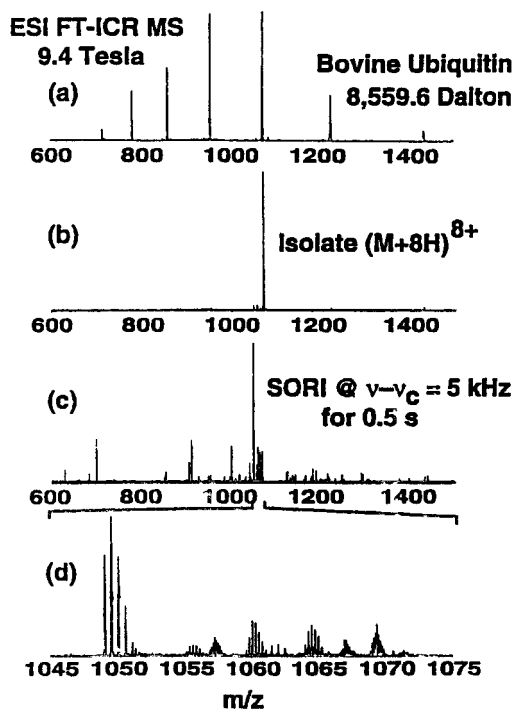 ESI FT-ICR MS
9.4 Tesla
(a)
Bovine Ubiquitin
8,559.6 Dalton
600 800 1000 1200 1400
(b)
Isolate (M+8H)8+
600 800 1000 1200 1400
(c)
SORI @ ν–νc = 5 kHz
for 0.5 s
600 800 1000 1200 1400
(d)
1045 1050 1055 1060 1065 1070 1075
m/z